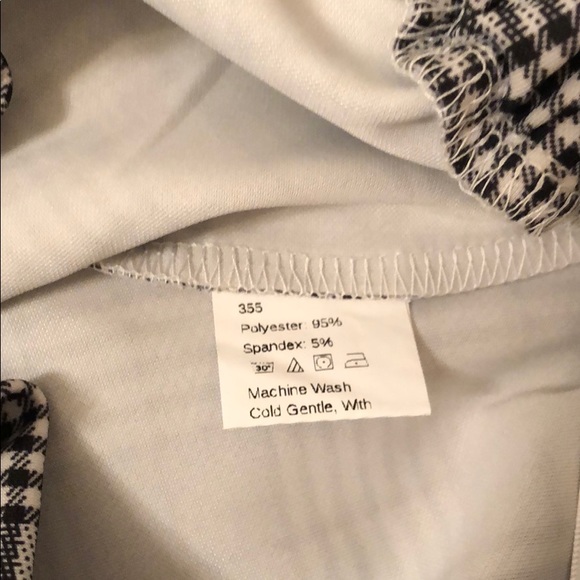 355
Polyester: 95%
Spandex: 5%
30°
Machine Wash
Cold Gentle, With